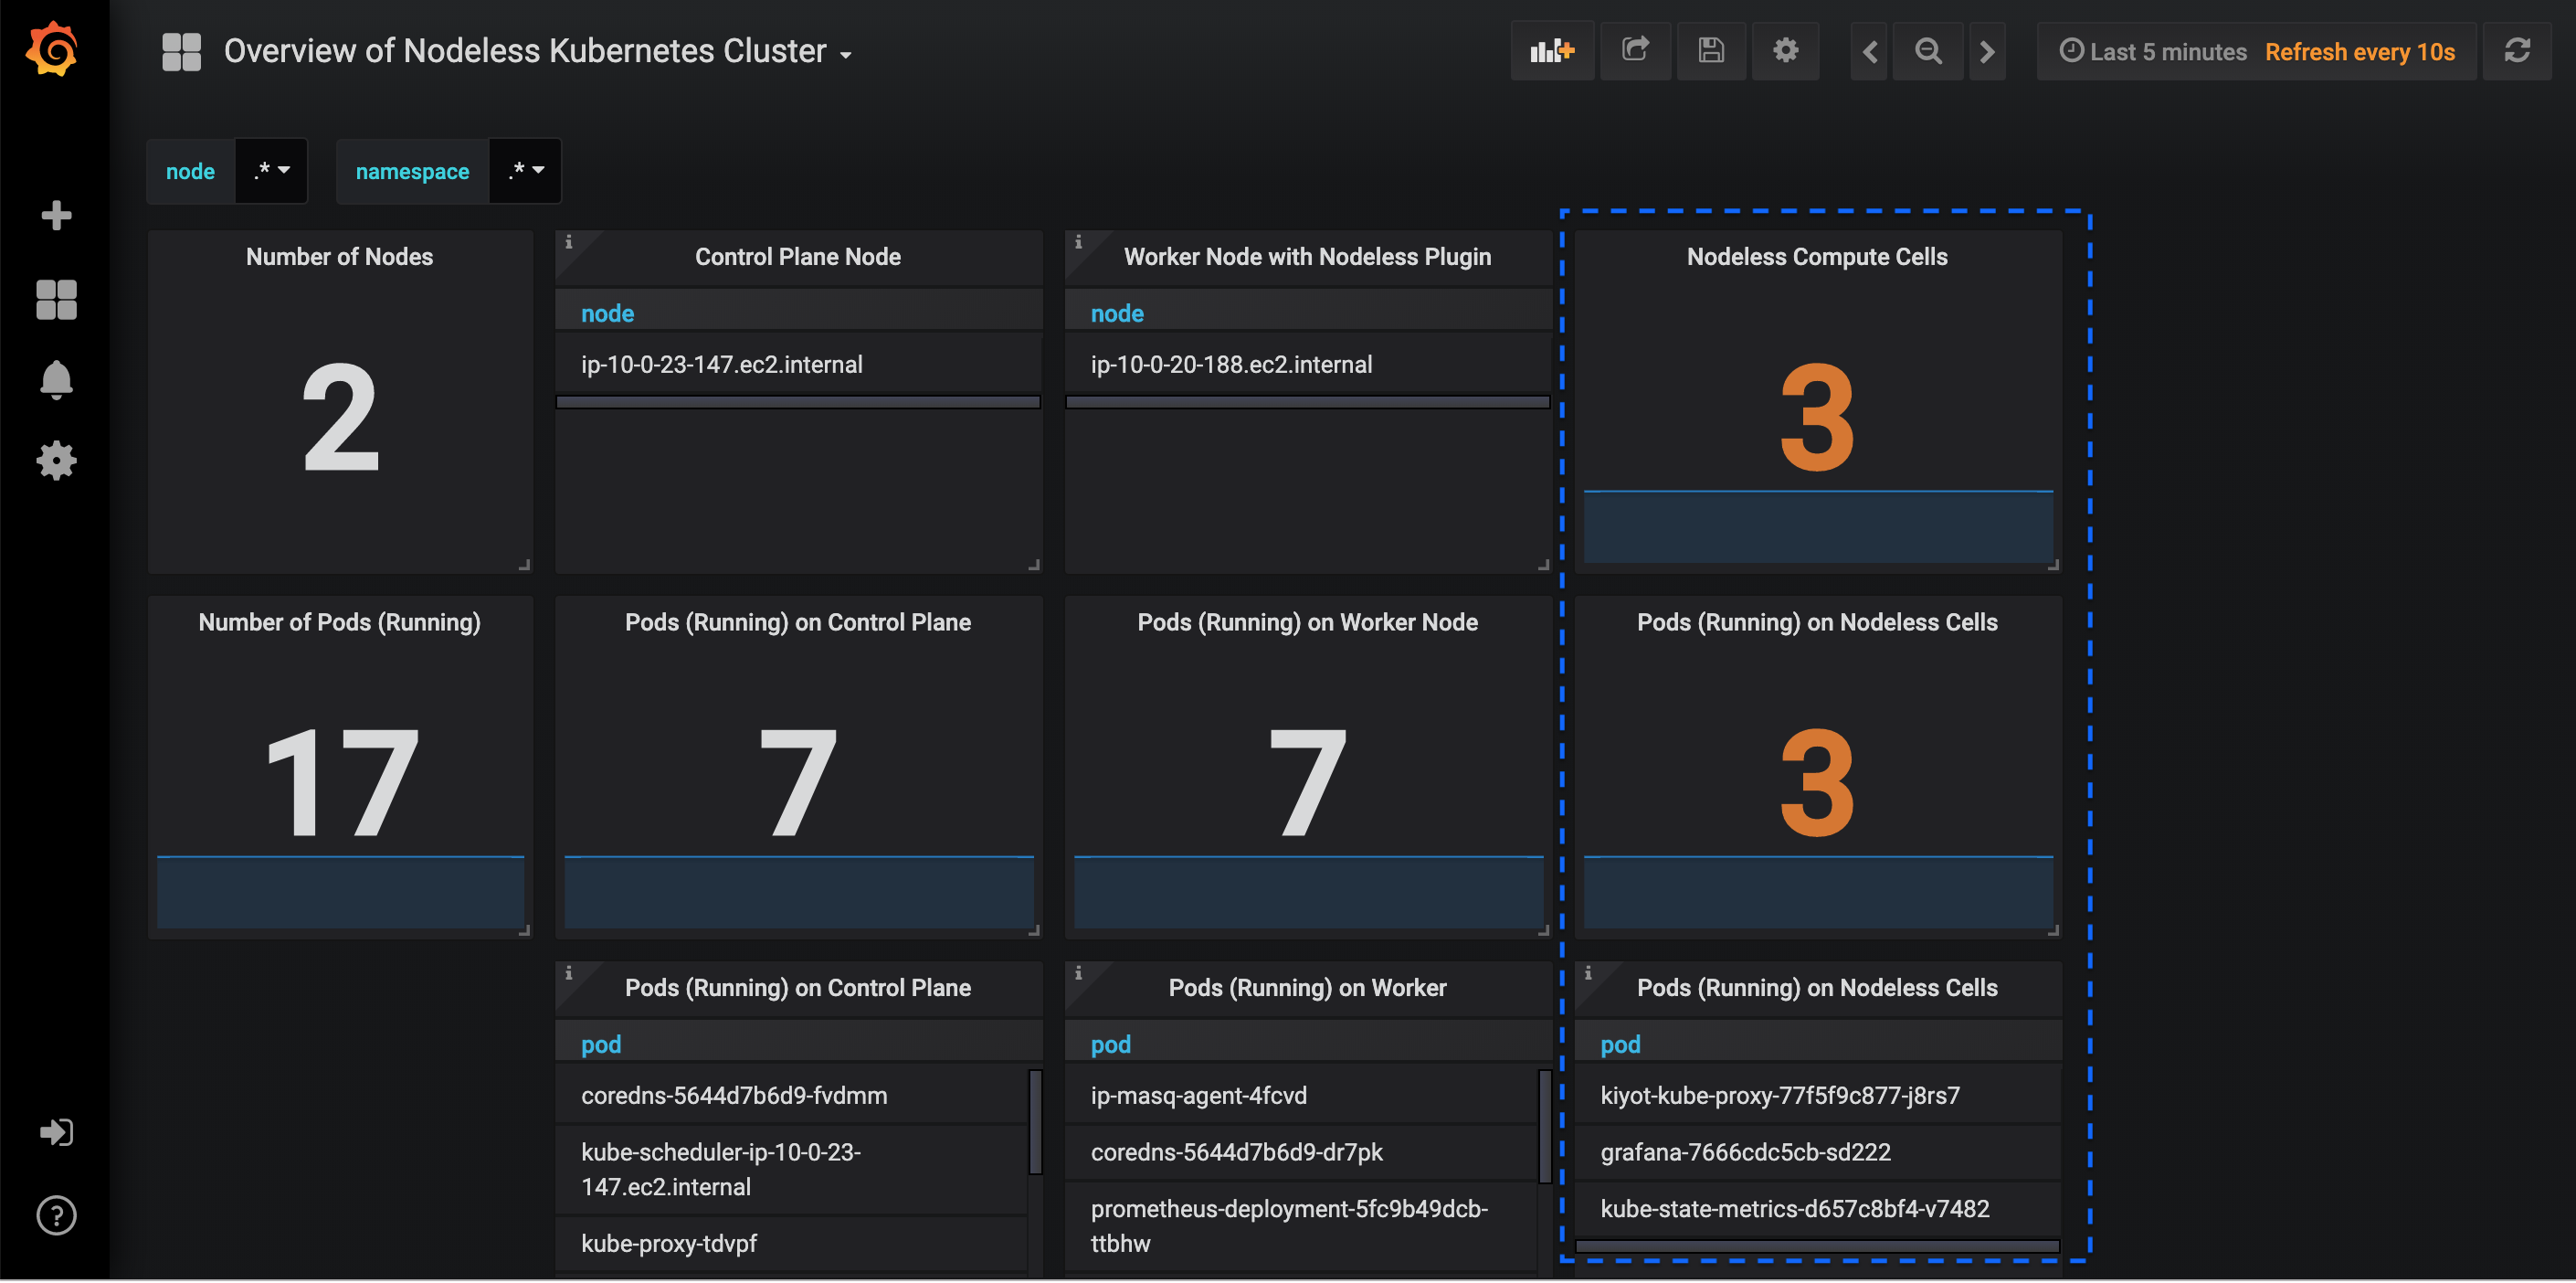 Overview of Nodeless Kubernetes Cluster
Last 5 minutes Refresh every 10s
node .*
namespace .*
Number of Nodes
2
Control Plane Node
node
ip-10-0-23-147.ec2.internal
Worker Node with Nodeless Plugin
node
ip-10-0-20-188.ec2.internal
Nodeless Compute Cells
3
Number of Pods (Running)
17
Pods (Running) on Control Plane
7
Pods (Running) on Worker Node
7
Pods (Running) on Nodeless Cells
3
Pods (Running) on Control Plane
pod
coredns-5644d7b6d9-fvdmm
kube-scheduler-ip-10-0-23-
147.ec2.internal
kube-proxy-tdvpf
Pods (Running) on Worker
pod
ip-masq-agent-4fcvd
coredns-5644d7b6d9-dr7pk
prometheus-deployment-5fc9b49dcb-
ttbhw
Pods (Running) on Nodeless Cells
pod
kiyot-kube-proxy-77f5f9c877-j8rs7
grafana-7666cdc5cb-sd222
kube-state-metrics-d657c8bf4-v7482